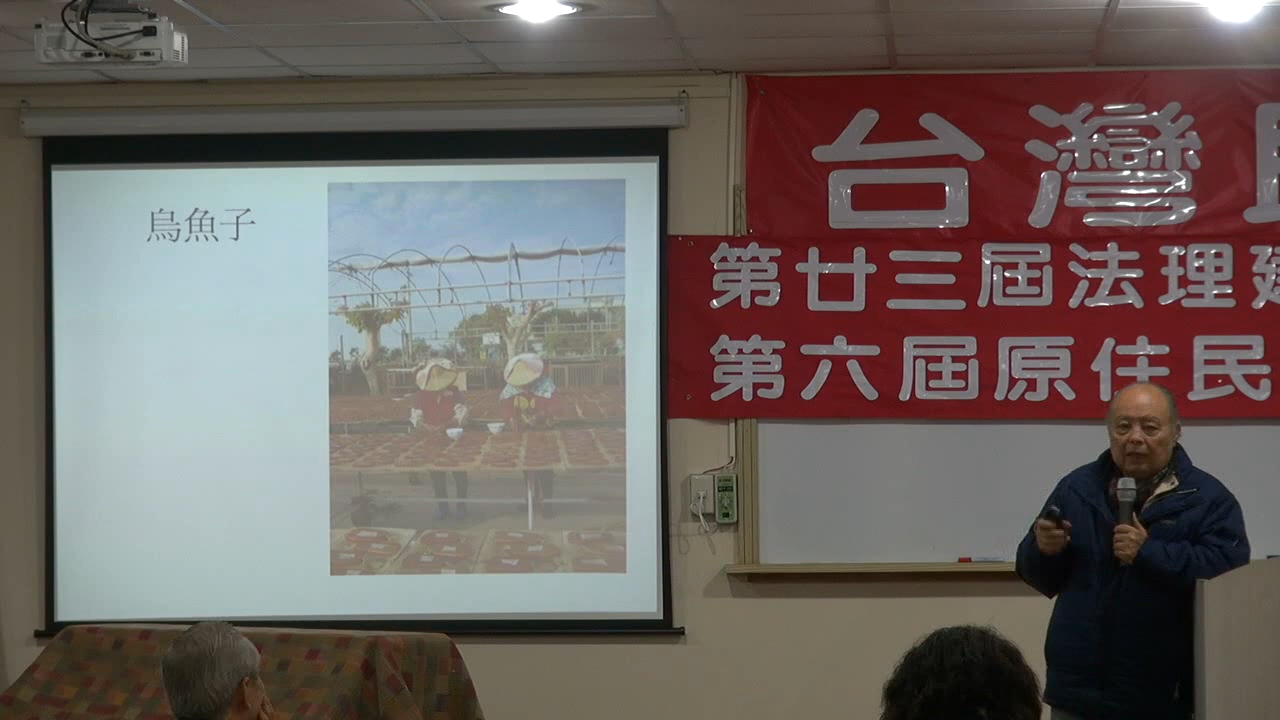 烏魚子
台灣
第廿三屆法理建
第六屆原住民